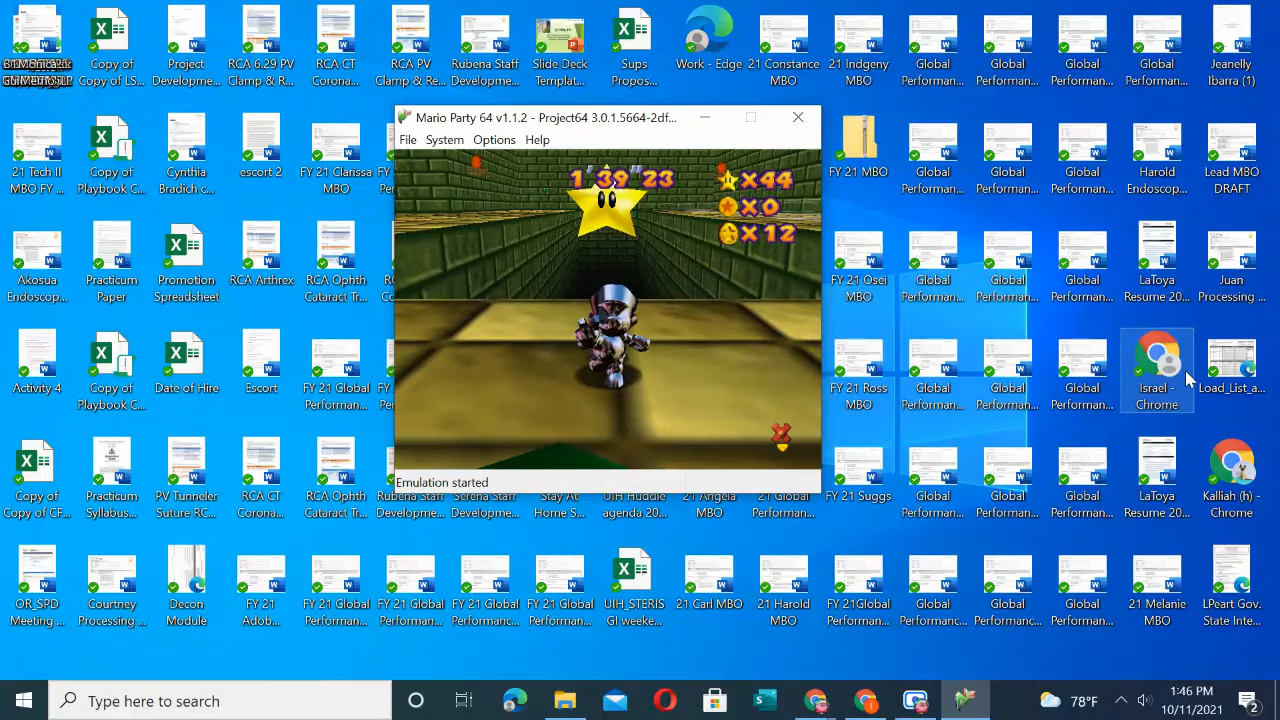 Copy of
Copy of LS...
Project
Developme...
RCA 6.29 PV
Clamp & R...
RCA CT
Corona...
RCA PV
Clamp & Re...
Rubena Staff
Developme...
Slide Deck
Templat...
Sups
Propos...
Work - Edge
21 Constance
MBO
21 Indgeny
MBO
Global
Performan...
Global
Performan...
Global
Performan...
Global
Performan...
Jeanelly
Ibarra (1)
Mario Party 64 v1.1.2 - Project64 3.0.1.5664-2df...
File System Options Help
1 39 23
×44
×0
×12
Emulation started
21 Tech II
MBO FY ...
Copy of
Playbook C...
Cynthia
Bradich c...
escort 2
FY 21 Clarissa
MBO
FY 21 MBO
Global
Performan...
Global
Performan...
Global
Performan...
Harold
Endoscop...
Lead MBO
DRAFT
Akosua
Endoscop...
Practicum
Paper
Promotion
Spreadsheet
RCA Arthrex
RCA Ophth
Cataract Tr...
FY 21 Osei
MBO
Global
Performan...
Global
Performan...
Global
Performan...
LaToya
Resume 20...
Juan
Processing ...
Activity 4
Copy of
Playbook C...
Date of Hire
Escort
FY 21 Global
Performan...
FY 21 Ross
MBO
Global
Performan...
Global
Performan...
Global
Performan...
Israel -
Chrome
Load_List_a...
Copy of
Copy of CF...
Practicum
Syllabus...
PV Tunneler
Suture RC...
RCA CT
Corona...
RCA Ophth
Cataract Tr...
Rubena Staff
Developme...
Serena Staff
Developme...
Stay At
Home S...
UIH Huddle
agenda 20...
21 Angela
MBO
21 Global
Performan...
FY 21 Suggs
Global
Performan...
Global
Performan...
Global
Performan...
LaToya
Resume 20...
Kalliah (h) -
Chrome
OR_SPD
Meeting ...
Courtney
Processing ...
Decon
Module
FY 21
Adob...
FY 21 Global
Performan...
FY 21 Global
Performan...
FY 21 Global
Performanc...
FY 21 Global
Performan...
UIH_STERIS
GI weeke...
21 Carl MBO
21 Harold
MBO
FY 21Global
Performan...
Global
Performanc...
Global
Performanc...
Global
Performan...
21 Melanie
MBO
LPeart Gov.
State Inte...
Type here to search
78°F
1:46 PM
10/11/2021
2